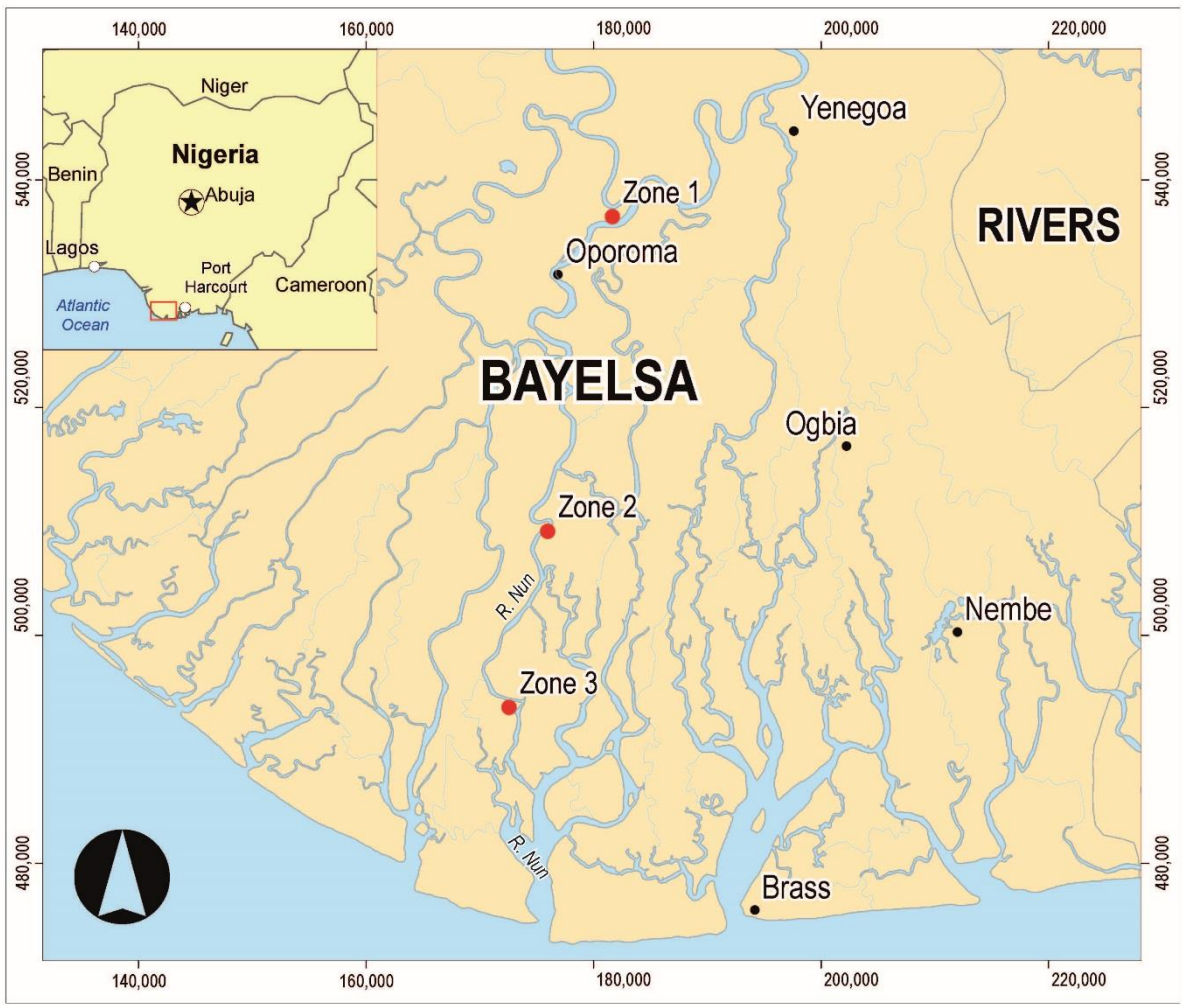 140,000
160,000
180,000
200,000
220,000
Niger
Nigeria
Benin
Abuja
Lagos
Port
Harcourt
Cameroon
Atlantic
Ocean
Yenegoa
540,000
540,000
Zone 1
RIVERS
Oporoma
BAYELSA
520,000
520,000
Ogbia
Zone 2
R. Nun
500,000
500,000
Nembe
Zone 3
R. Nun
480,000
480,000
Brass
140,000
160,000
180,000
200,000
220,000